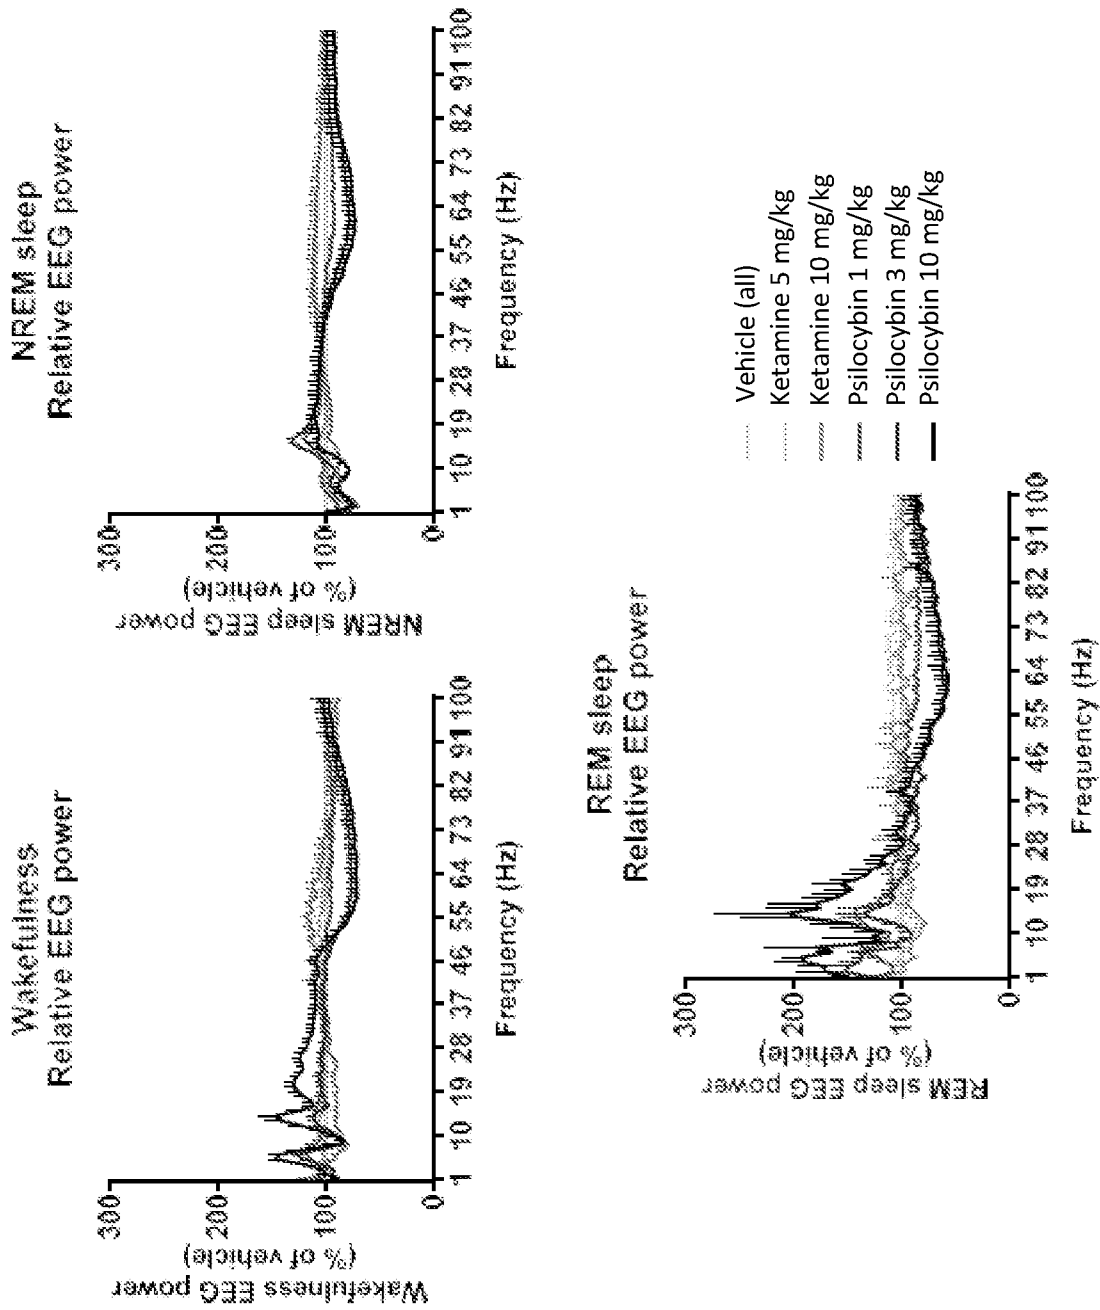 Wakefulness
Relative EEG power
Wakefulness EEG power
(% of vehicle)
300
200
100
0
1 10 19 28 37 46 55 64 73 82 91 100
Frequency (Hz)
NREM sleep
Relative EEG power
NREM sleep EEG power
(% of vehicle)
300
200
100
0
1 10 19 28 37 46 55 64 73 82 91 100
Frequency (Hz)
REM sleep
Relative EEG power
REM sleep EEG power
(% of vehicle)
300
200
100
0
1 10 19 28 37 46 55 64 73 82 91 100
Frequency (Hz)
Vehicle (all)
Ketamine 5 mg/kg
Ketamine 10 mg/kg
Psilocybin 1 mg/kg
Psilocybin 3 mg/kg
Psilocybin 10 mg/kg